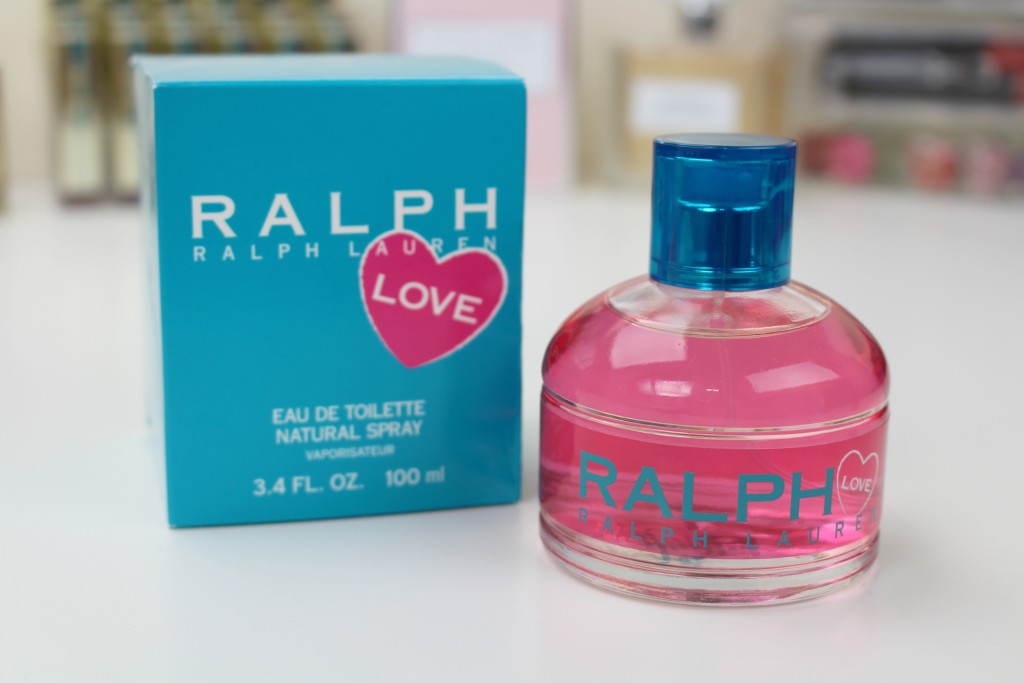 RALPH
RALPH LAUREN
LOVE
EAU DE TOILETTE
NATURAL SPRAY
VAPORISATEUR
3.4 FL. OZ. 100 ml
RALPH
LOVE
RALPH LAUREN